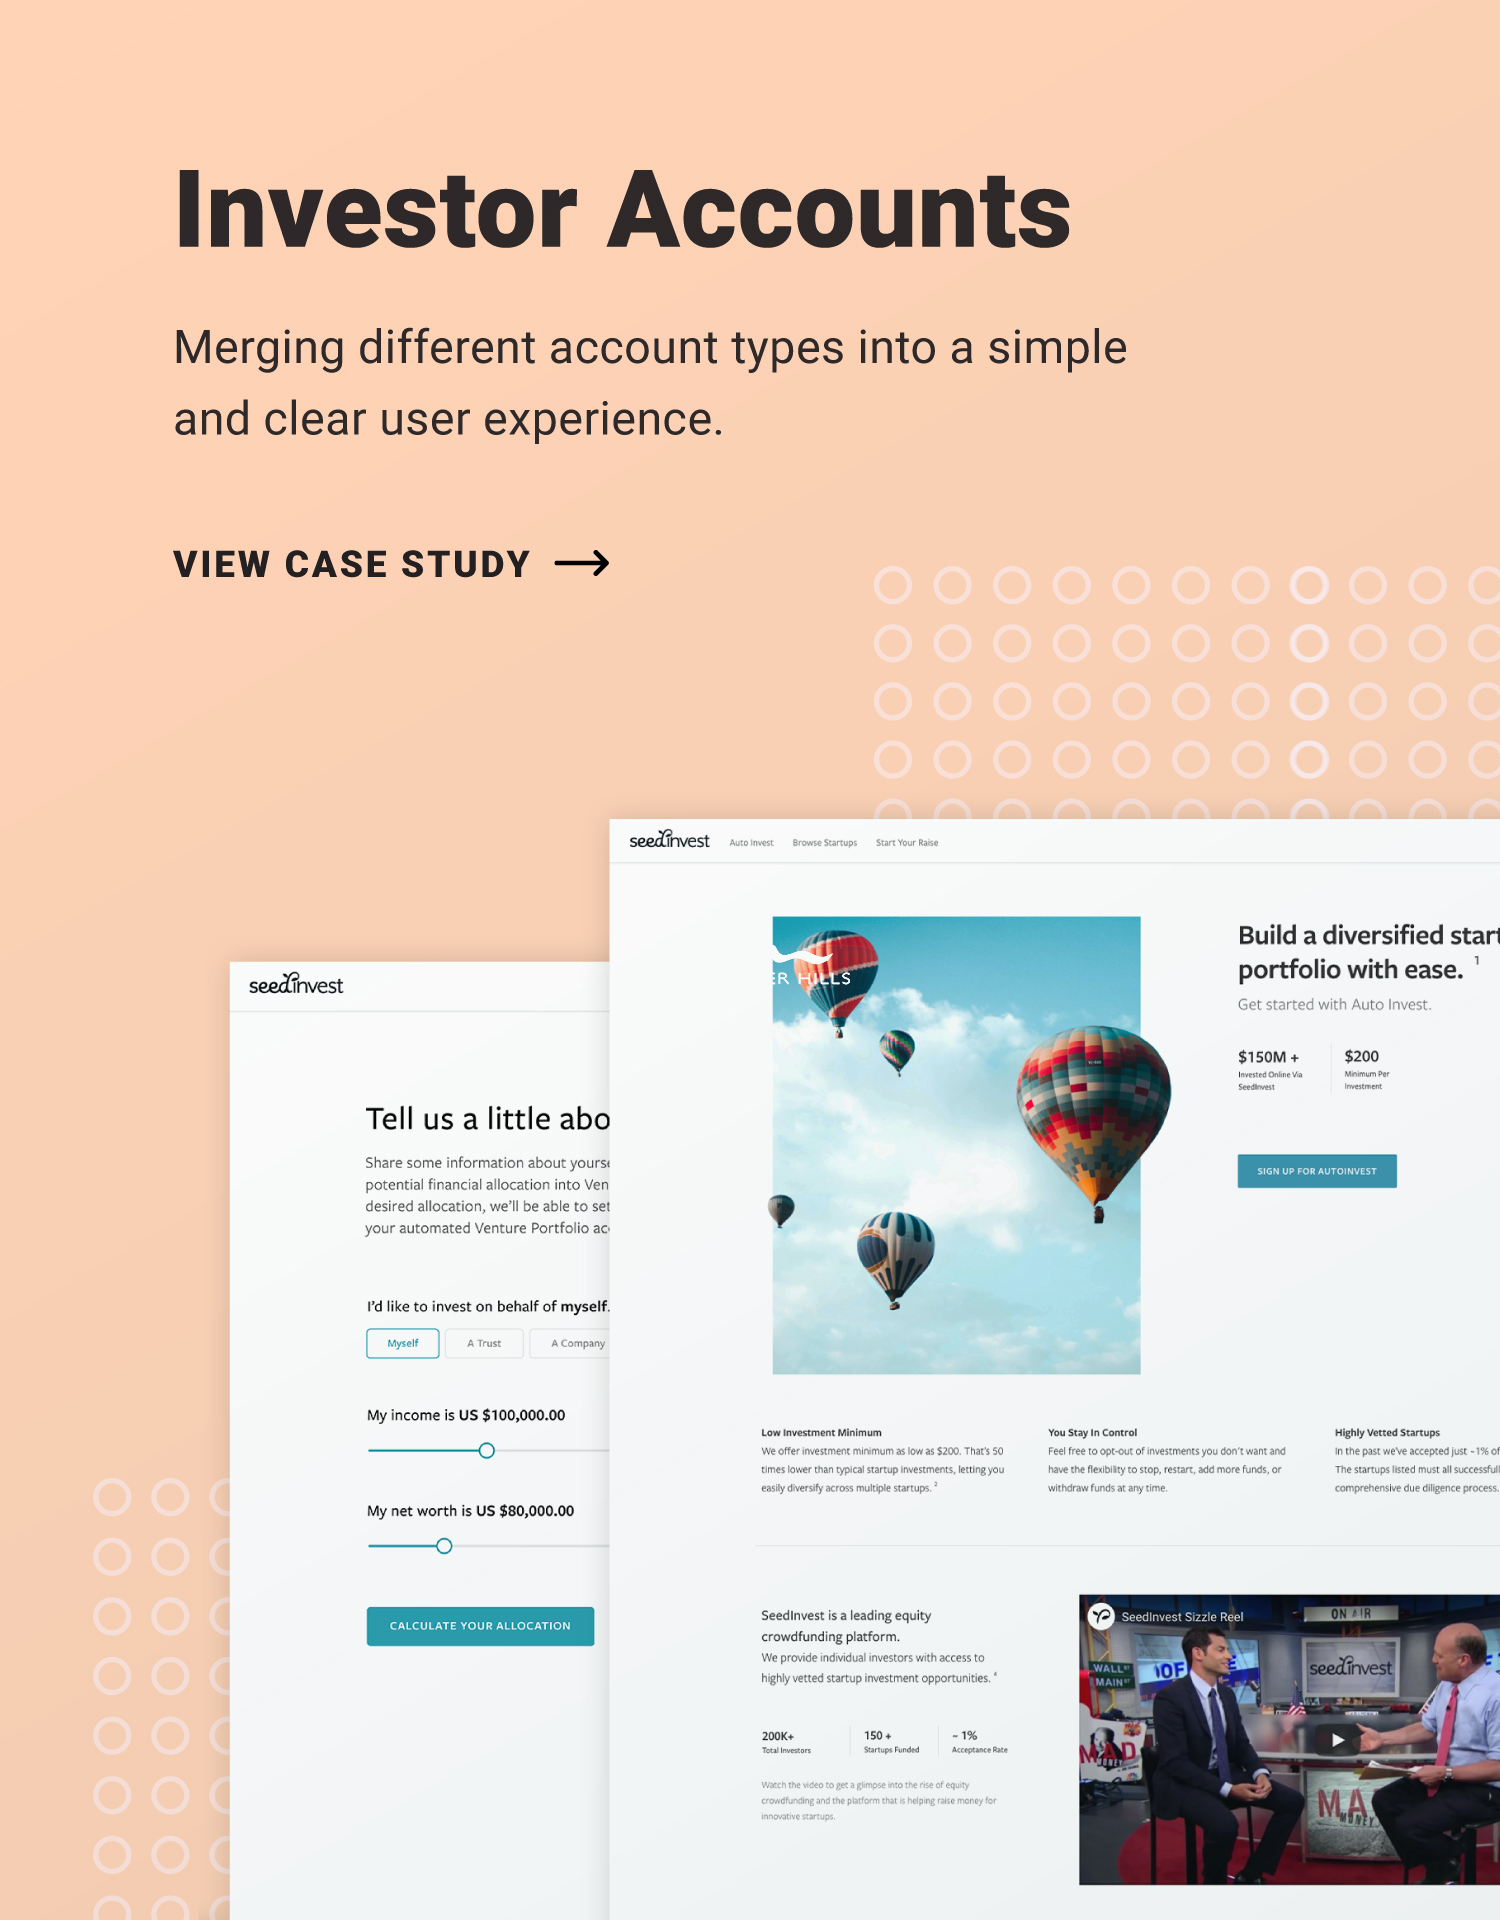 Investor Accounts
Merging different account types into a simple
and clear user experience.
VIEW CASE STUDY
seedinvest
Tell us a little abo
Share some information about yourse
potential financial allocation into Ven
desired allocation, we'll be able to set
your automated Venture Portfolio acc
I'd like to invest on behalf of myself.
Myself A Trust A Company
My income is US $100,000.00
My net worth is US $80,000.00
CALCULATE YOUR ALLOCATION
seedinvest Auto Invest Browse Startups Start Your Raise
ER HILLS
Build a diversified start
portfolio with ease. 1
Get started with Auto Invest.
$150M + $200
Invested Online Via Minimum Per
SeedInvest Investment
SIGN UP FOR AUTOINVEST
Low Investment Minimum
We offer investment minimum as low as $200. That's 50
times lower than typical startup investments, letting you
easily diversify across multiple startups. 2
You Stay In Control
Feel free to opt-out of investments you don't want and
have the flexibility to stop, restart, add more funds, or
withdraw funds at any time.
Highly Vetted Startups
In the past we've accepted just ~1% of
The startups listed must all successfull
comprehensive due diligence process.
SeedInvest is a leading equity
crowdfunding platform.
We provide individual investors with access to
highly vetted startup investment opportunities. 4
200K+ 150 + ~ 1%
Total Investors Startups Funded Acceptance Rate
Watch the video to get a glimpse into the rise of equity
crowdfunding and the platform that is helping raise money for
innovative startups.
SeedInvest Sizzle Reel
ON AIR
WALL ST
MAIN ST
seedinvest
MAD
MONEY